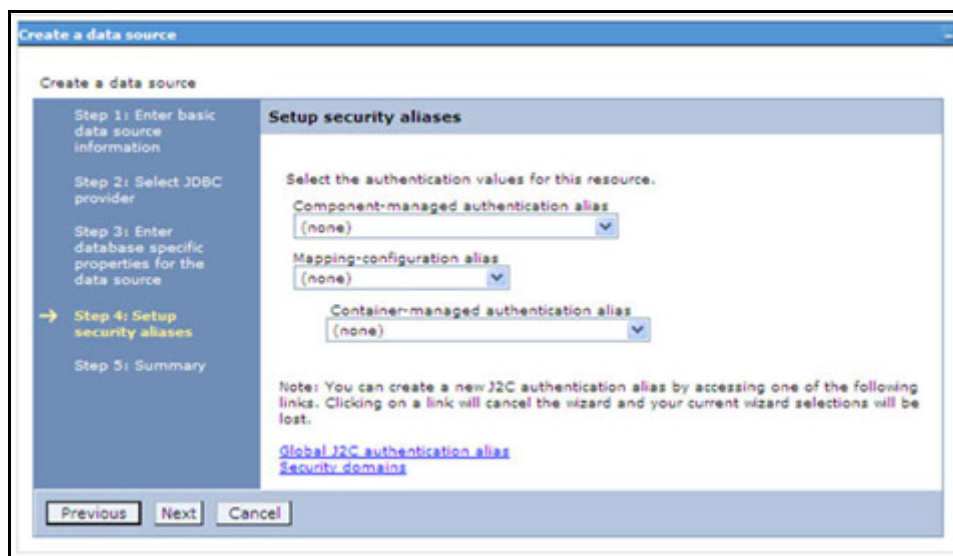 Create a data source
Create a data source
Step 1: Enter basic
data source
information
Step 2: Select JDBC
provider
Step 3: Enter
database specific
properties for the
data source
Step 4: Setup
security aliases
Step 5: Summary
Setup security aliases
Select the authentication values for this resource.
Component-managed authentication alias
(none)
Mapping-configuration alias
(none)
Container-managed authentication alias
(none)
Note: You can create a new J2C authentication alias by accessing one of the following
links. Clicking on a link will cancel the wizard and your current wizard selections will be
lost.
Global J2C authentication alias
Security domains
Previous Next Cancel